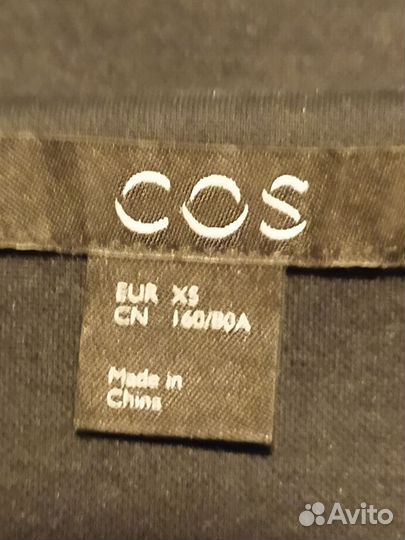 COS
EUR XS
CN 160/80A
Made in
China
Avito